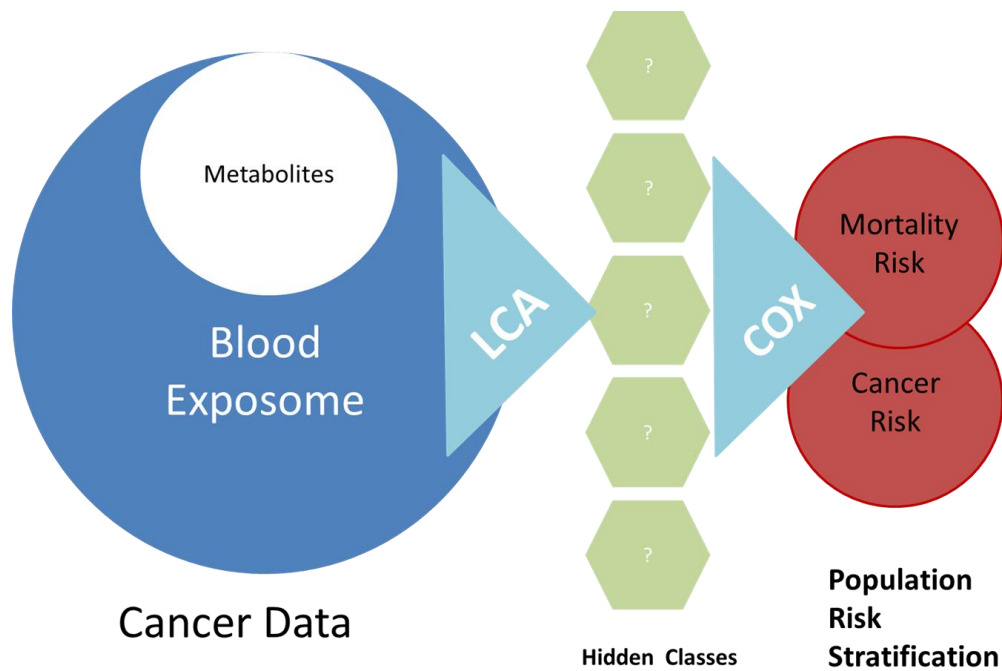 Metabolites
Blood
Exposome
Cancer Data
LCA
?
?
?
?
?
Hidden Classes
COX
Mortality
Risk
Cancer
Risk
Population
Risk
Stratification